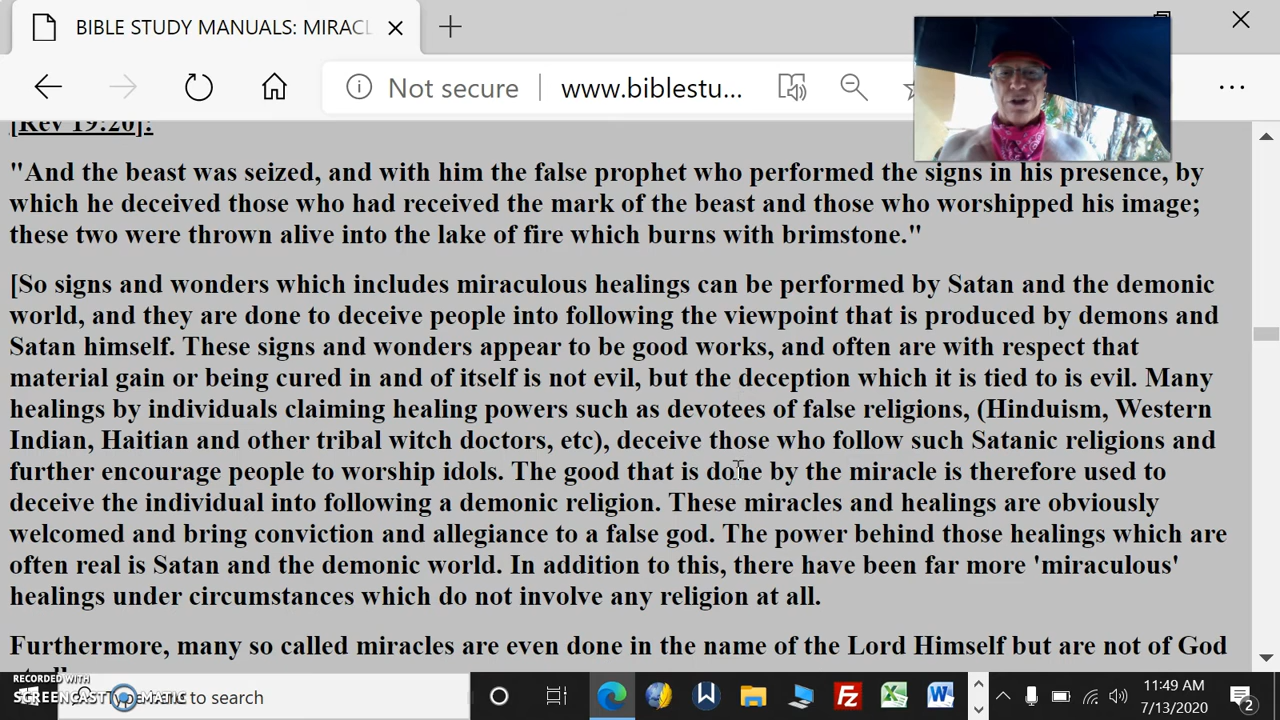 BIBLE STUDY MANUALS: MIRACL
Not secure
www.biblestu...
[Rev 19:20]:
"And the beast was seized, and with him the false prophet who performed the signs in his presence, by
which he deceived those who had received the mark of the beast and those who worshipped his image;
these two were thrown alive into the lake of fire which burns with brimstone."
[So signs and wonders which includes miraculous healings can be performed by Satan and the demonic
world, and they are done to deceive people into following the viewpoint that is produced by demons and
Satan himself. These signs and wonders appear to be good works, and often are with respect that
material gain or being cured in and of itself is not evil, but the deception which it is tied to is evil. Many
healings by individuals claiming healing powers such as devotees of false religions, (Hinduism, Western
Indian, Haitian and other tribal witch doctors, etc), deceive those who follow such Satanic religions and
further encourage people to worship idols. The good that is done by the miracle is therefore used to
deceive the individual into following a demonic religion. These miracles and healings are obviously
welcomed and bring conviction and allegiance to a false god. The power behind those healings which are
often real is Satan and the demonic world. In addition to this, there have been far more 'miraculous'
healings under circumstances which do not involve any religion at all.
Furthermore, many so called miracles are even done in the name of the Lord Himself but are not of God
RECORDED WITH
SCREENCAST MATIC
to search
11:49 AM
7/13/2020
2